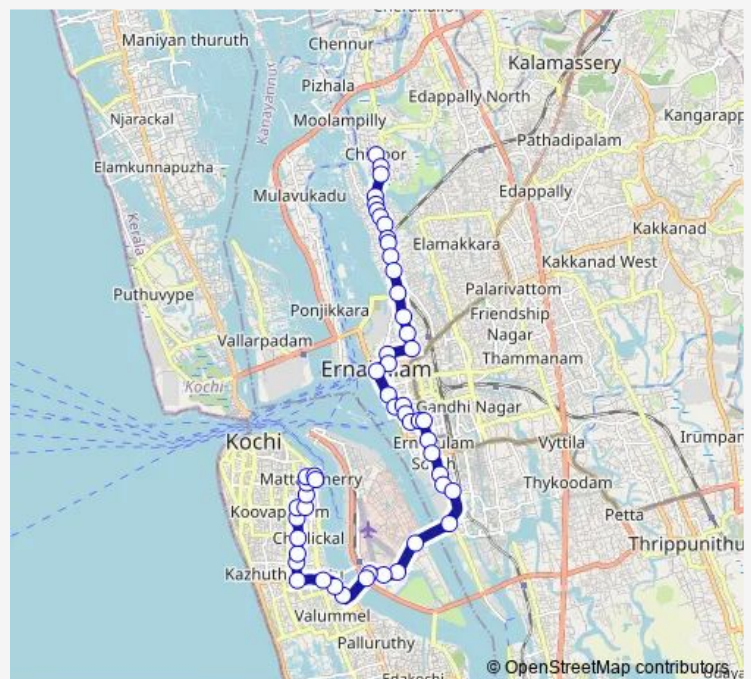 Maniyan thuruth
Chennur
Kalamassery
Pizhala
Edappally North
Kanayannur
Njarackal
Moolampilly
Kangarapp
Pathadipalam
Elamkunnapuzha
Mulavukadu
Edappally
Kerala
Elamakkara
Kakkanad
Kakkanad West
Puthuvype
Palarivattom
Ponjikkara
Friendship
Nagar
Vallarpadam
Thammanam
Kochi
Gandhi Nagar
Kochi
Vyttila
Irumpan
Thykoodam
Petta
Thrippunithu
Valummel
Palluruthy
Edakochi
© OpenStreetMap contributors